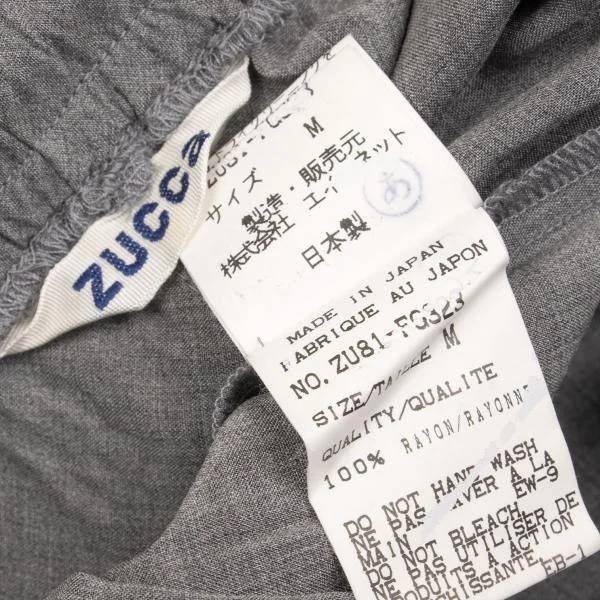 zucca
サイズ M
製造・販売元
株式会社 エイ ネット
あ
日本製
MADE IN JAPAN
FABRIQUE AU JAPON
NO. ZU81-FG323
SIZE/TAILLE M
QUALITY/QUALITE
100% RAYON/RAYONNE
DO NOT HAND WASH
NE PAS LAVER A LA
MAIN EW-9
DO NOT BLEACH
NE PAS UTILISER DE
PRODUITS A ACTION
EB-1